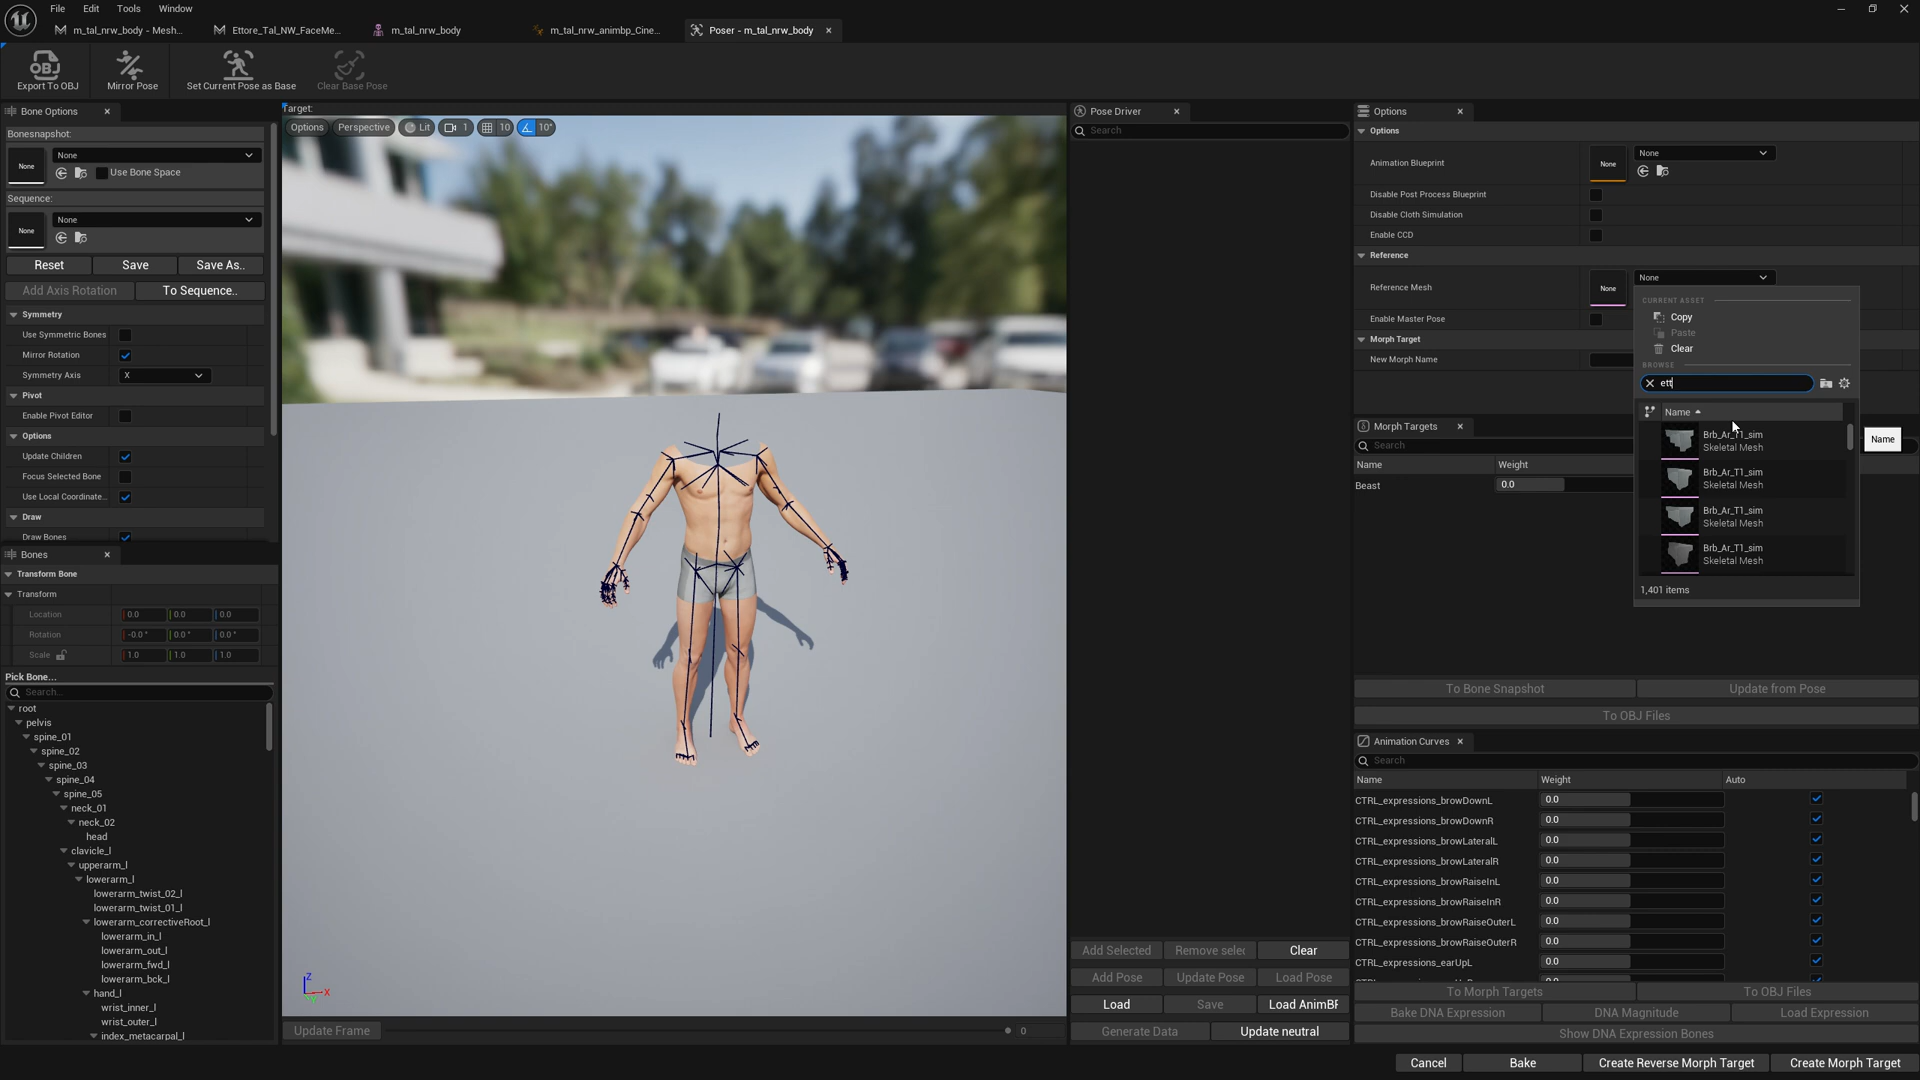 File Edit Tools Window
m_tal_nrw_body - Mesh...
Ettore_Tal_NW_FaceMe...
m_tal_nrw_body
m_tal_nrw_animbp_Cine...
Poser - m_tal_nrw_body
Export To OBJ
Mirror Pose
Set Current Pose as Base
Clear Base Pose
Bone Options
Bonesnapshot:
None
None
Use Bone Space
Sequence:
None
None
Reset Save Save As..
Add Axis Rotation To Sequence..
Symmetry
Use Symmetric Bones
Mirror Rotation
Symmetry Axis X
Pivot
Enable Pivot Editor
Options
Update Children
Focus Selected Bone
Use Local Coordinate...
Draw
Draw Bones
Bones
Transform Bone
Transform
Location 0.0 0.0 0.0
Rotation -0.0 ° 0.0 ° 0.0 °
Scale 1.0 1.0 1.0
Pick Bone...
Search...
root
pelvis
spine_01
spine_02
spine_03
spine_04
spine_05
neck_01
neck_02
head
clavicle_l
upperarm_l
lowerarm_l
lowerarm_twist_02_l
lowerarm_twist_01_l
lowerarm_correctiveRoot_l
lowerarm_in_l
lowerarm_out_l
lowerarm_fwd_l
lowerarm_bck_l
hand_l
wrist_inner_l
wrist_outer_l
index_metacarpal_l
Target:
Options Perspective Lit 1 10 10°
Z
X
Y
Update Frame 0
Pose Driver
Search
Add Selected Remove selec Clear
Add Pose Update Pose Load Pose
Load Save Load AnimBF
Generate Data Update neutral
Options
Options
Animation Blueprint None None
Disable Post Process Blueprint
Disable Cloth Simulation
Enable CCD
Reference
Reference Mesh None None
Enable Master Pose
Morph Target
New Morph Name
CURRENT ASSET
Copy
Paste
Clear
BROWSE
ett
Name
Name
Brb_Ar_T1_sim
Skeletal Mesh
Brb_Ar_T1_sim
Skeletal Mesh
Brb_Ar_T1_sim
Skeletal Mesh
Brb_Ar_T1_sim
Skeletal Mesh
1,401 items
Morph Targets
Search
Name Weight
Beast 0.0
To Bone Snapshot Update from Pose
To OBJ Files
Animation Curves
Search
Name Weight Auto
CTRL_expressions_browDownL 0.0
CTRL_expressions_browDownR 0.0
CTRL_expressions_browLateralL 0.0
CTRL_expressions_browLateralR 0.0
CTRL_expressions_browRaiseInL 0.0
CTRL_expressions_browRaiseInR 0.0
CTRL_expressions_browRaiseOuterL 0.0
CTRL_expressions_browRaiseOuterR 0.0
CTRL_expressions_earUpL 0.0
To Morph Targets To OBJ Files
Bake DNA Expression DNA Magnitude Load Expression
Show DNA Expression Bones
Cancel Bake Create Reverse Morph Target Create Morph Target